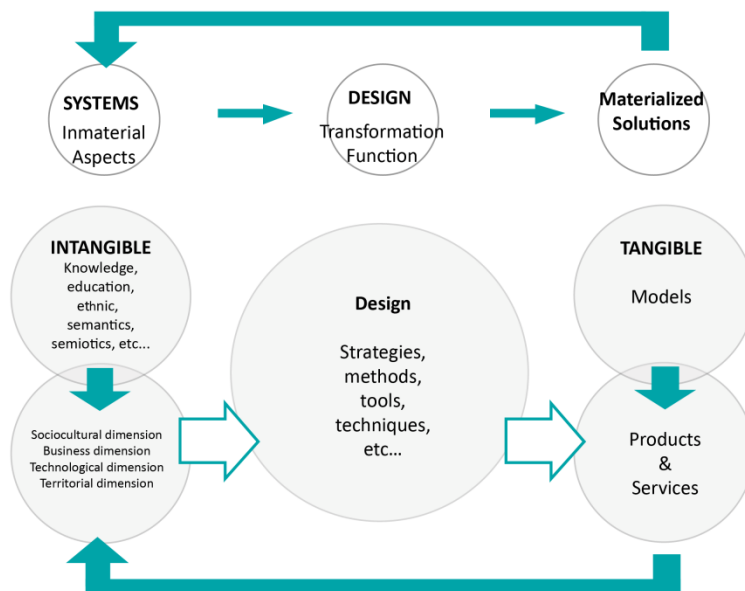 SYSTEMS
Inmaterial
Aspects
DESIGN
Transformation
Function
Materialized
Solutions
INTANGIBLE
Knowledge,
education,
ethnic,
semantics,
semiotics, etc...
Sociocultural dimension
Business dimension
Technological dimension
Territorial dimension
Design
Strategies,
methods,
tools,
techniques,
etc...
TANGIBLE
Models
Products
&
Services